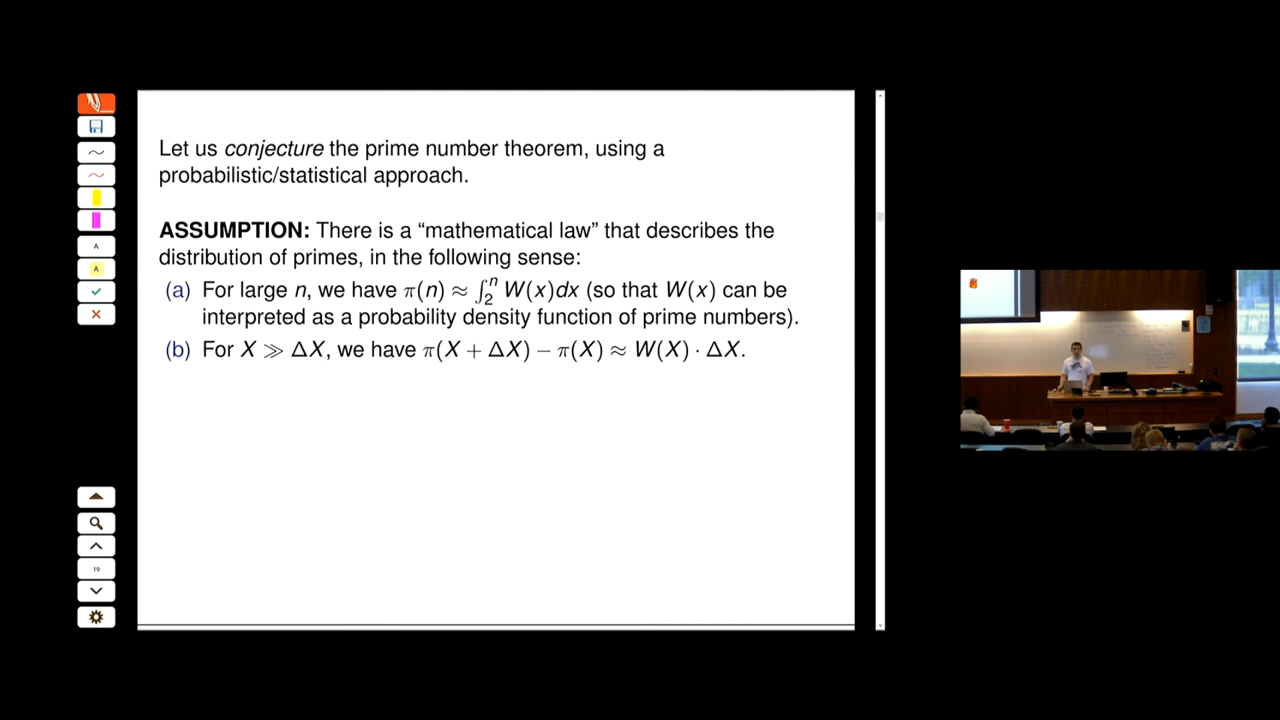 Let us conjecture the prime number theorem, using a
probabilistic/statistical approach.
ASSUMPTION: There is a “mathematical law” that describes the
distribution of primes, in the following sense:
(a) For large n, we have π(n) ≈ ∫₂ⁿ W(x)dx (so that W(x) can be
interpreted as a probability density function of prime numbers).
(b) For X ≫ ΔX, we have π(X + ΔX) − π(X) ≈ W(X) · ΔX.
A
A
19